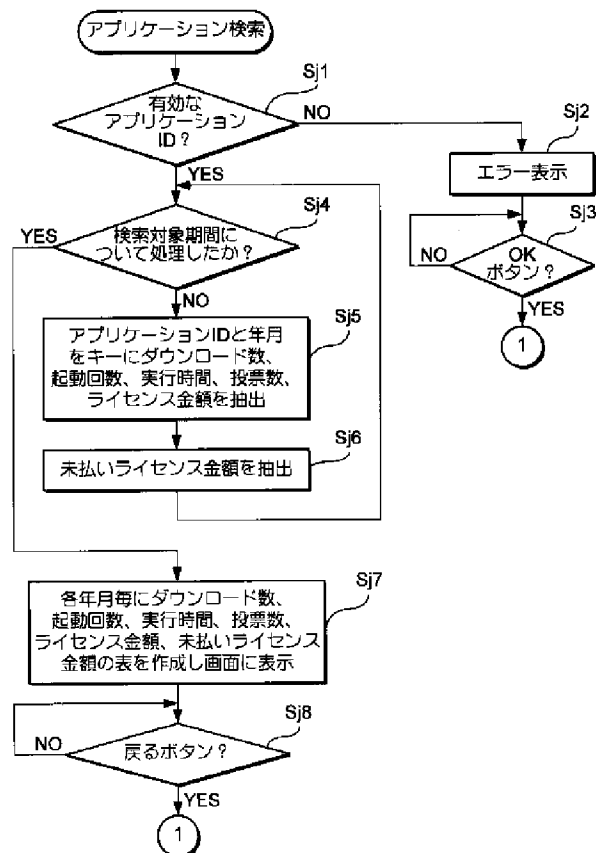 アプリケーション検索
Sj1
有効な
アプリケーション
ID?
NO
YES
Sj2
エラー表示
Sj3
OK
ボタン?
NO
YES
1
Sj4
検索対象期間に
ついて処理したか?
YES
NO
Sj5
アプリケーションIDと年月
をキーにダウンロード数、
起動回数、実行時間、投票数、
ライセンス金額を抽出
Sj6
未払いライセンス金額を抽出
Sj7
各年月毎にダウンロード数、
起動回数、実行時間、投票数、
ライセンス金額、未払いライセンス
金額の表を作成し画面に表示
Sj8
戻るボタン?
NO
YES
1